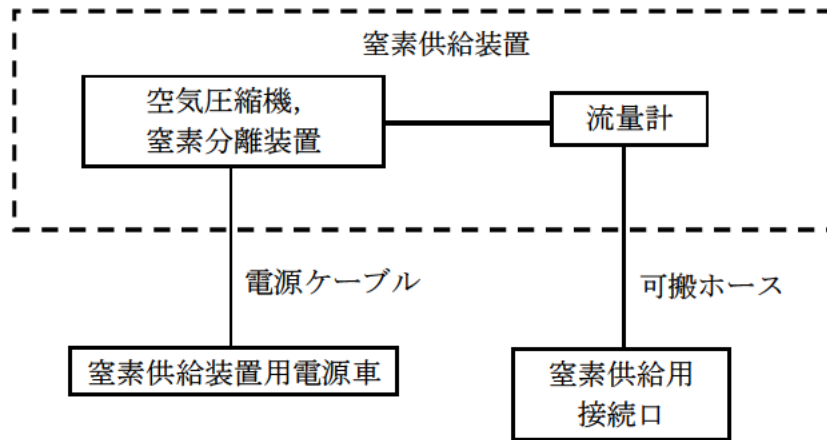 窒素供給装置
空気圧縮機,
窒素分離装置
流量計
電源ケーブル
可搬ホース
窒素供給装置用電源車
窒素供給用
接続口